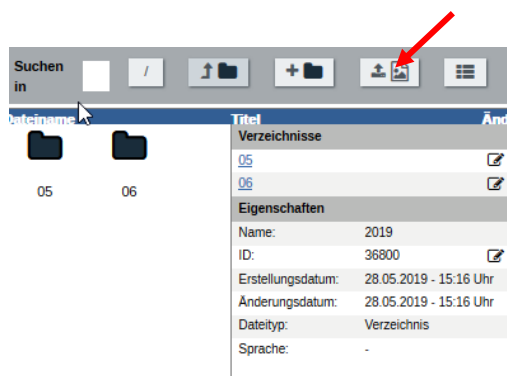 Suchen
in
/
Dateiname Titel Änd
Verzeichnisse
05
06
05 06
Eigenschaften
Name: 2019
ID: 36800
Erstellungsdatum: 28.05.2019 - 15:16 Uhr
Änderungsdatum: 28.05.2019 - 15:16 Uhr
Dateityp: Verzeichnis
Sprache: -